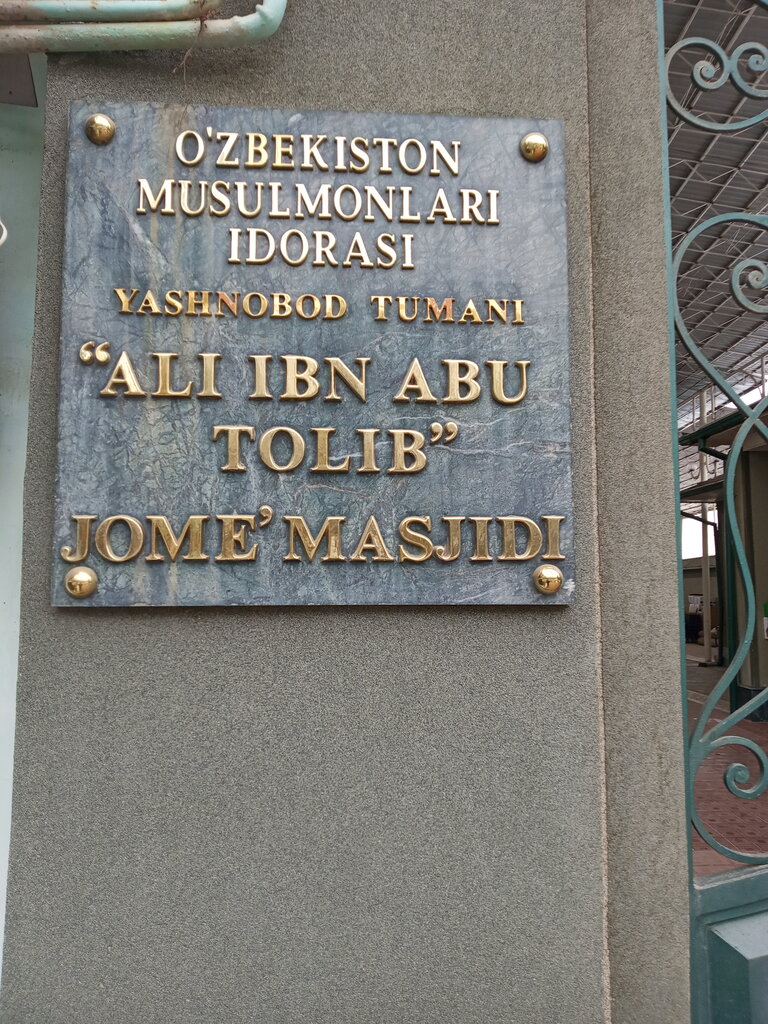 O'ZBEKISTON
MUSULMONLARI
IDORASI
YASHNOBOD TUMANI
“ALI IBN ABU
TOLIB”
JOME’ MASJIDI